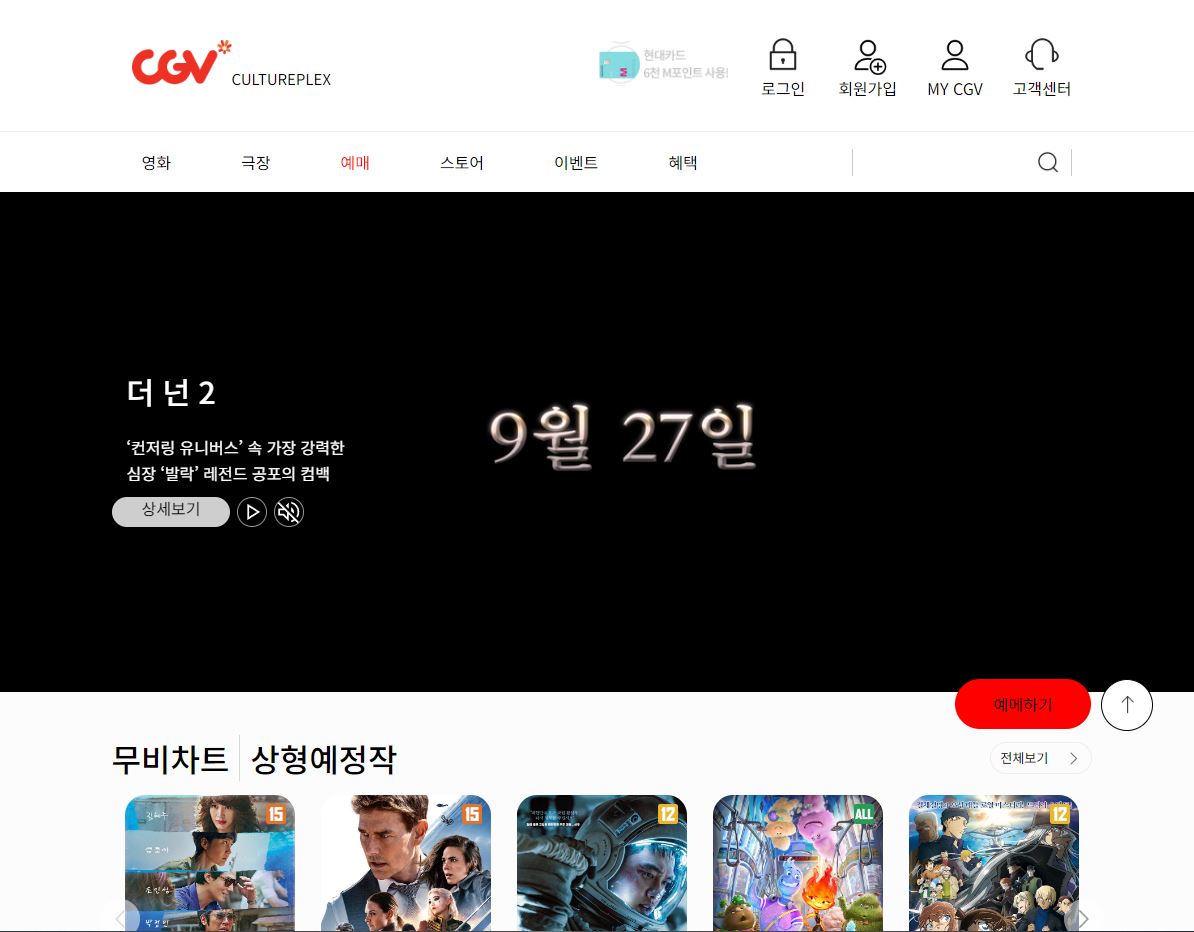 CGV
CULTUREPLEX
현대카드
6천 M포인트 사용!
로그인
회원가입
MY CGV
고객센터
영화
극장
예매
스토어
이벤트
혜택
더 넌 2
9월 27일
‘컨저링 유니버스’ 속 가장 강력한
심장 ‘발락’ 레전드 공포의 컴백
상세보기
예메하기
무비차트
상형예정작
전체보기
15
15
12
ALL
12